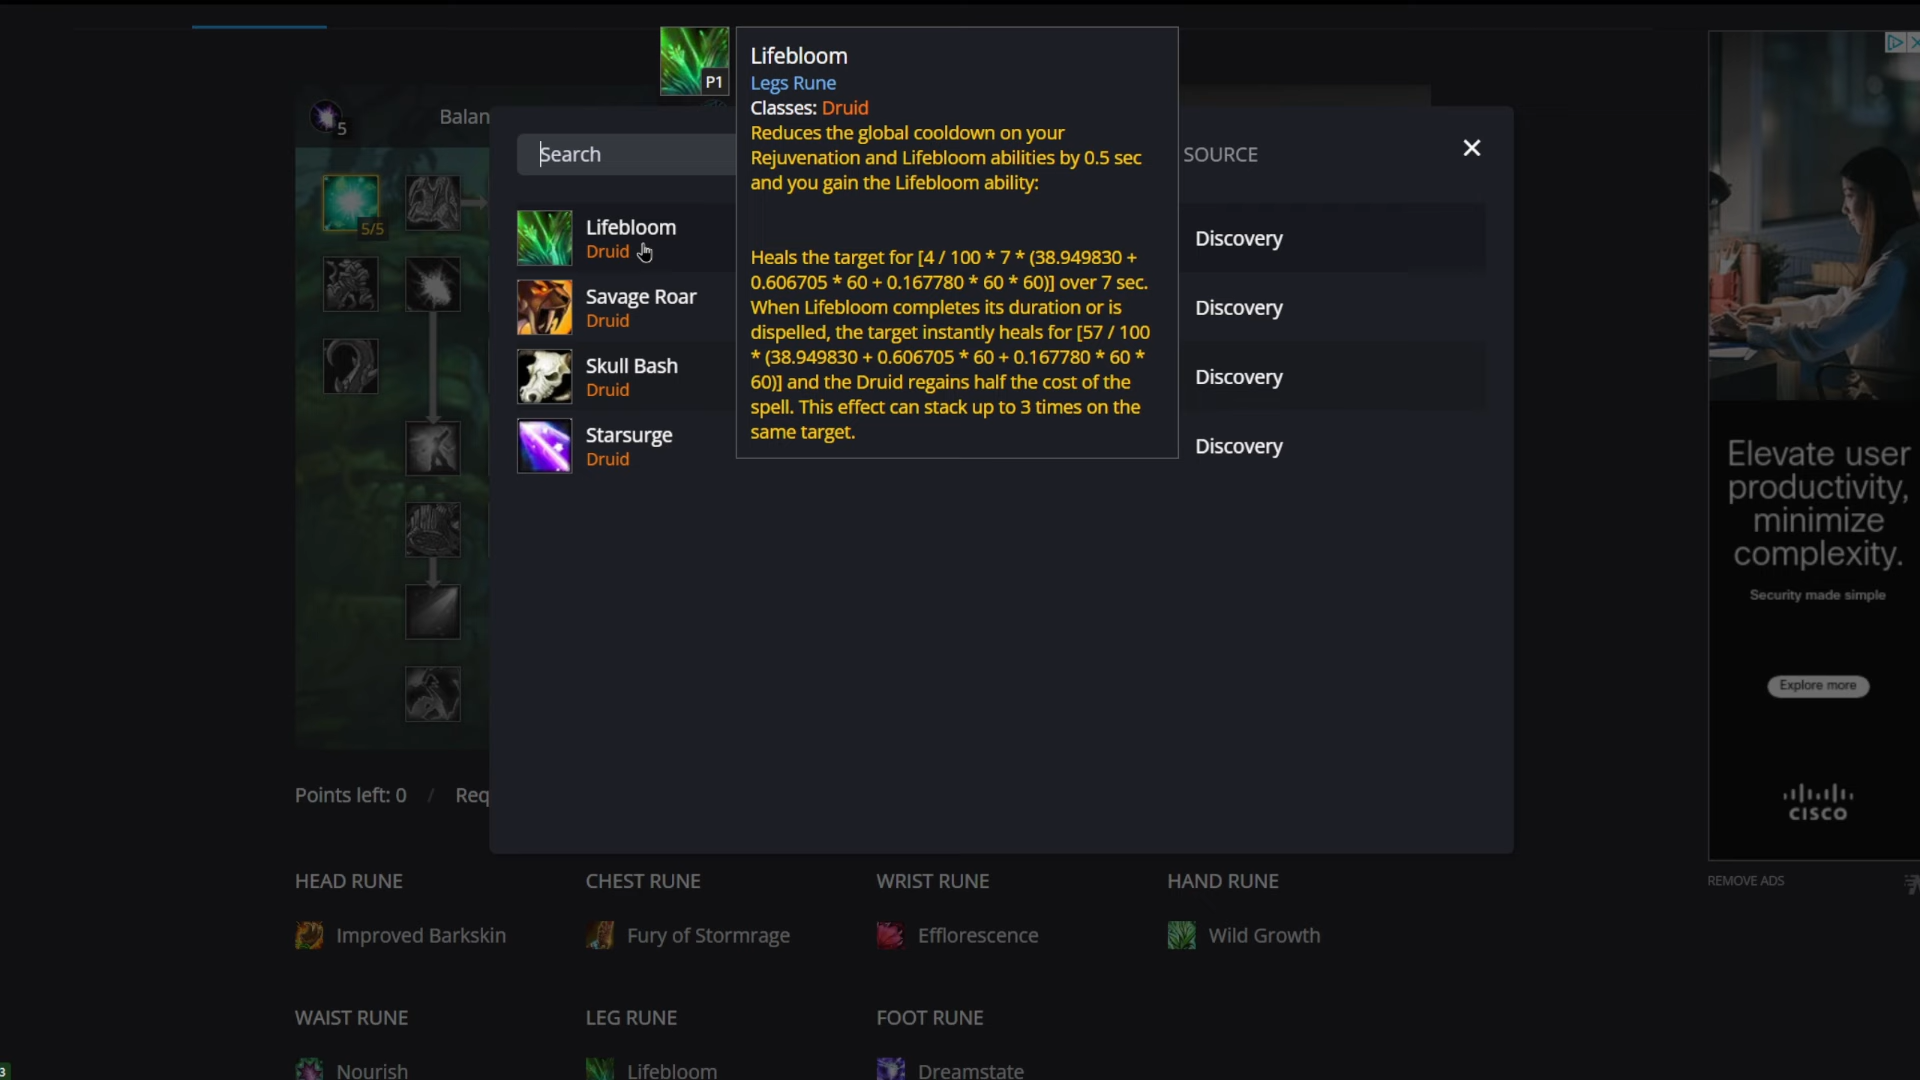 Lifebloom
P1
Legs Rune
Classes: Druid
Reduces the global cooldown on your
Rejuvenation and Lifebloom abilities by 0.5 sec
and you gain the Lifebloom ability:
Heals the target for [4 / 100 * 7 * (38.949830 +
0.606705 * 60 + 0.167780 * 60 * 60)] over 7 sec.
When Lifebloom completes its duration or is
dispelled, the target instantly heals for [57 / 100
* (38.949830 + 0.606705 * 60 + 0.167780 * 60 *
60)] and the Druid regains half the cost of the
spell. This effect can stack up to 3 times on the
same target.
5
Balan
Search
SOURCE
5/5
Lifebloom
Druid
Discovery
Savage Roar
Druid
Discovery
Skull Bash
Druid
Discovery
Starsurge
Druid
Discovery
Elevate user
productivity,
minimize
complexity.
Security made simple
Explore more
CISCO
REMOVE ADS
Points left: 0 / Req
HEAD RUNE
CHEST RUNE
WRIST RUNE
HAND RUNE
Improved Barkskin
Fury of Stormrage
Efflorescence
Wild Growth
WAIST RUNE
LEG RUNE
FOOT RUNE
Nourish
Lifebloom
Dreamstate
3